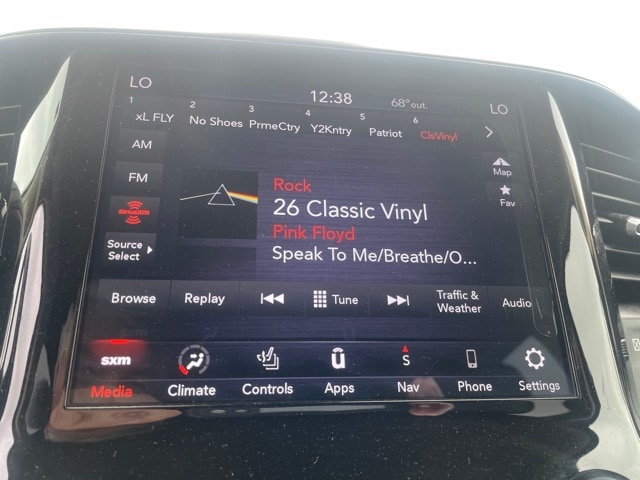 LO
12:38
68° out.
LO
1
xL FLY
2
No Shoes
3
PrmeCtry
4
Y2Kntry
5
Patriot
6
ClsVinyl
AM
FM
SiriusXM
Source
Select
Rock
26 Classic Vinyl
Pink Floyd
Speak To Me/Breathe/O...
Map
Fav
Browse
Replay
Tune
Traffic &
Weather
Audio
sxm
Media
Climate
Controls
ū
Apps
S
Nav
Phone
Settings